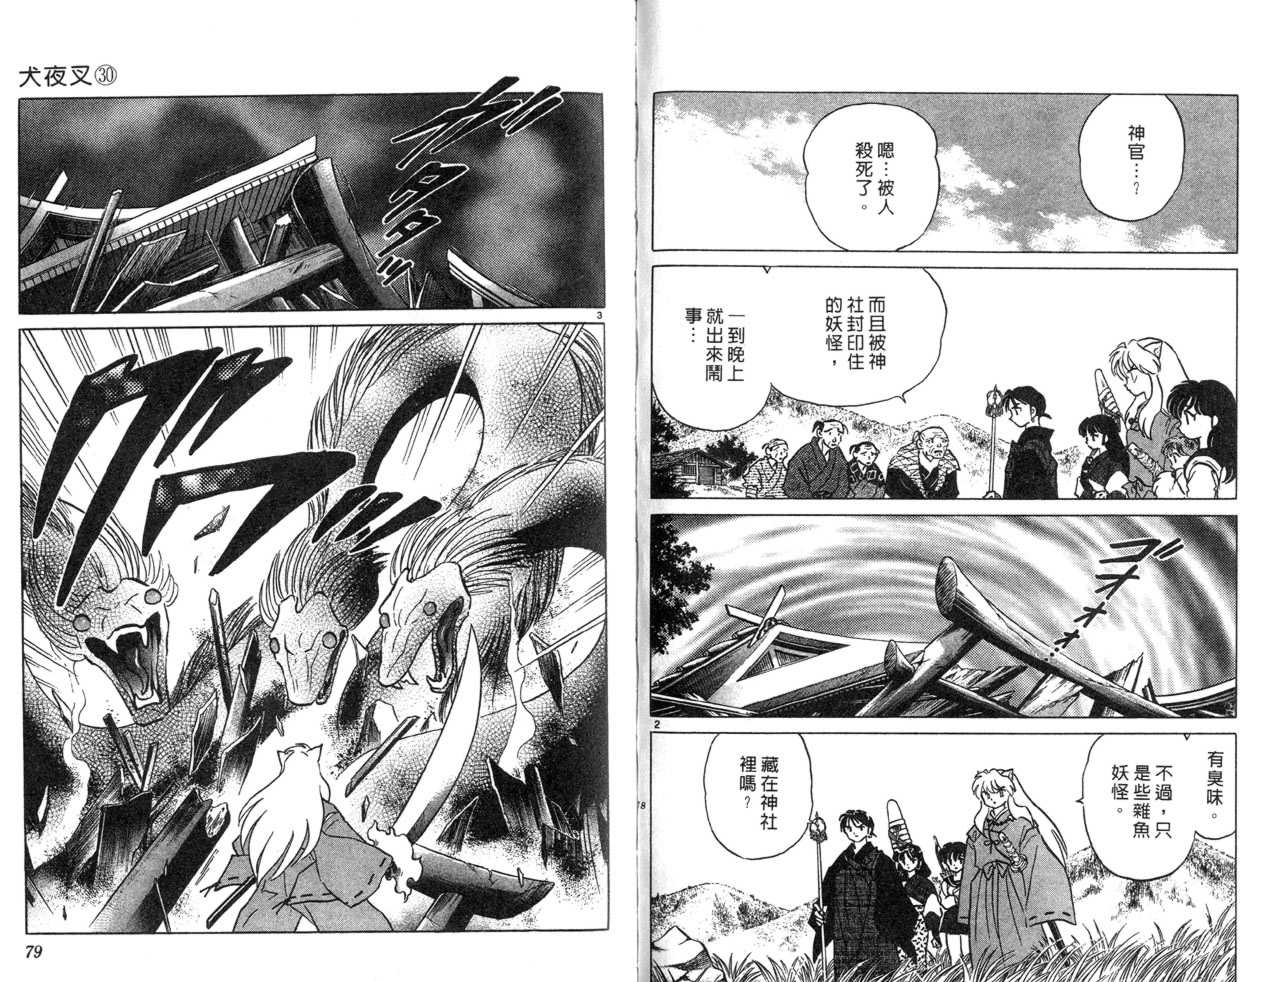 神官…?
嗯…被人
殺死了。
而且被神
社封印住
的妖怪，
一到晚上
就出來鬧
事…
ゴオオォ…
2
有臭味。
不過，只
是些雜魚
妖怪。
藏在神社
裡嗎?
78
犬夜叉㉚
ズタタタッ
3
グワッ
79